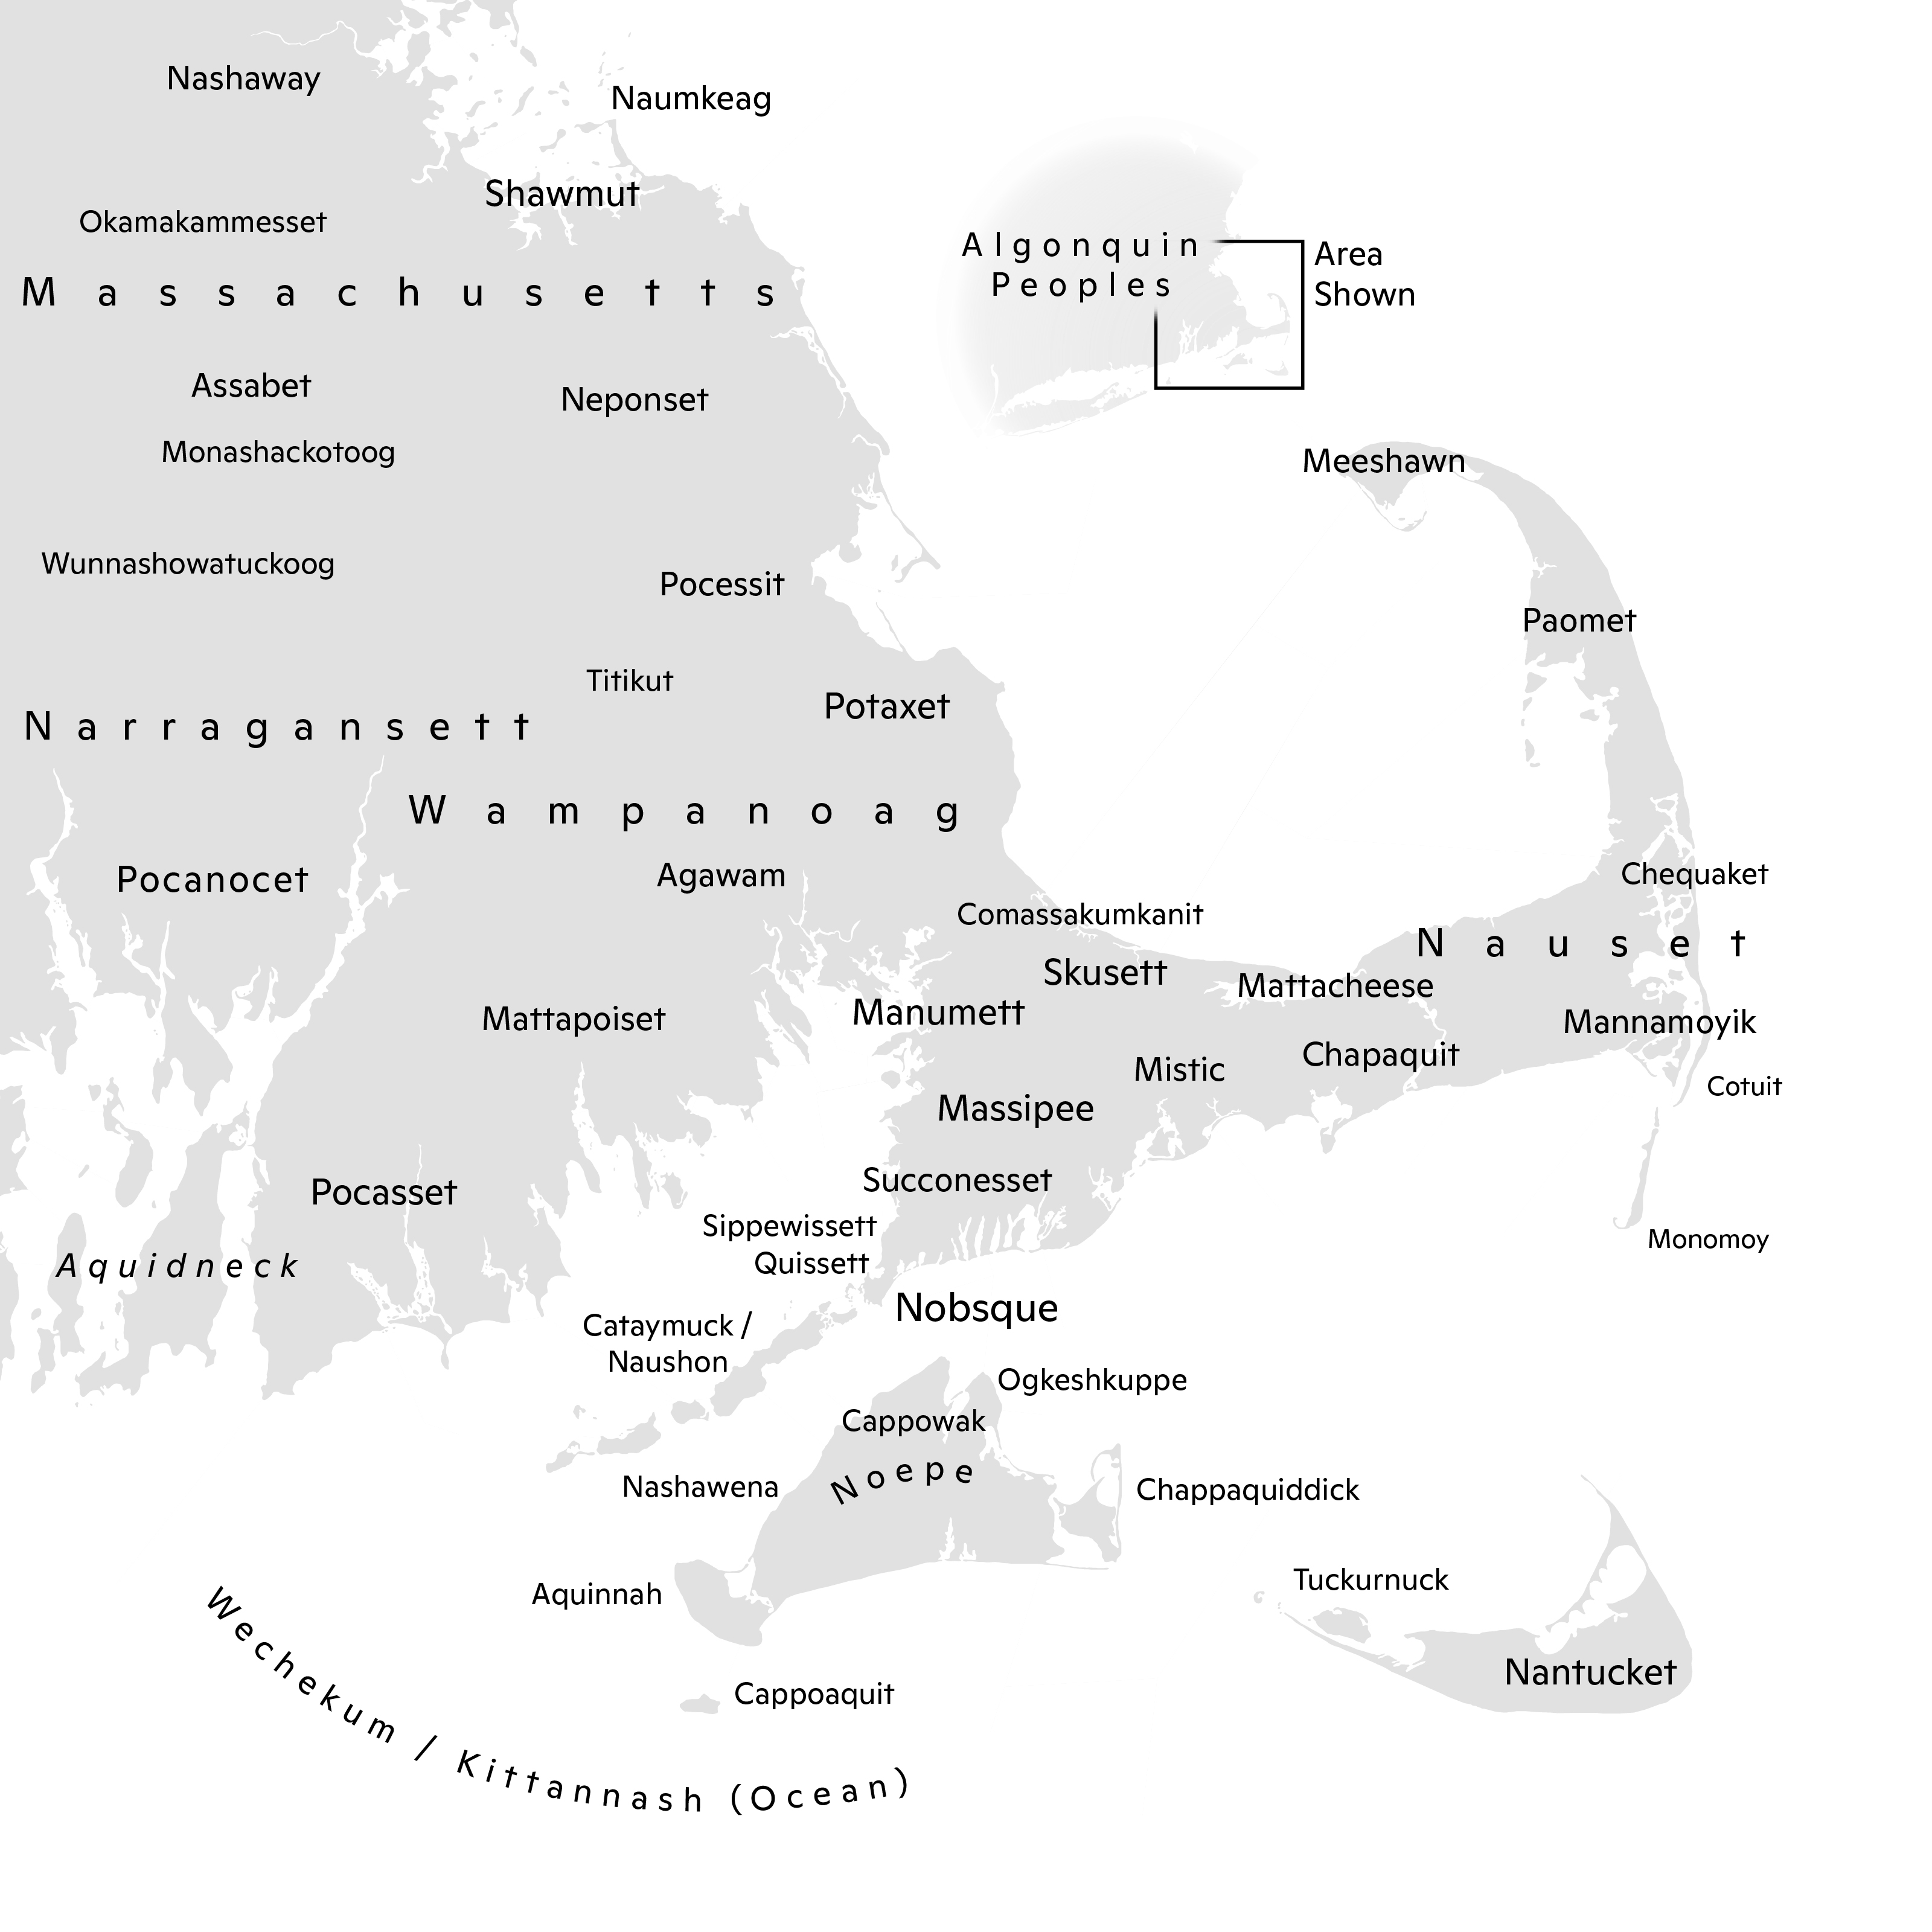 Nashaway
Naumkeag
Shawmut
Okamakammesset
Massachusetts
Algonquin
Peoples
Area
Shown
Assabet
Neponset
Monashackotoog
Meeshawn
Wunnashowatuckoog
Pocessit
Paomet
Titikut
Potaxet
Narragansett
Wampanoag
Pocanocet
Agawam
Chequaket
Comassakumkanit
Nauset
Skusett
Mattacheese
Manumett
Mattapoiset
Mannamoyik
Chapaquit
Mistic
Cotuit
Massipee
Succonesset
Pocasset
Sippewissett
Quissett
Monomoy
Aquidneck
Nobsque
Cataymuck /
Naushon
Ogkeshkuppe
Cappowak
Noepe
Nashawena
Chappaquiddick
Aquinnah
Tuckurnuck
Nantucket
Cappoaquit
Wechekum / Kittannash (Ocean)